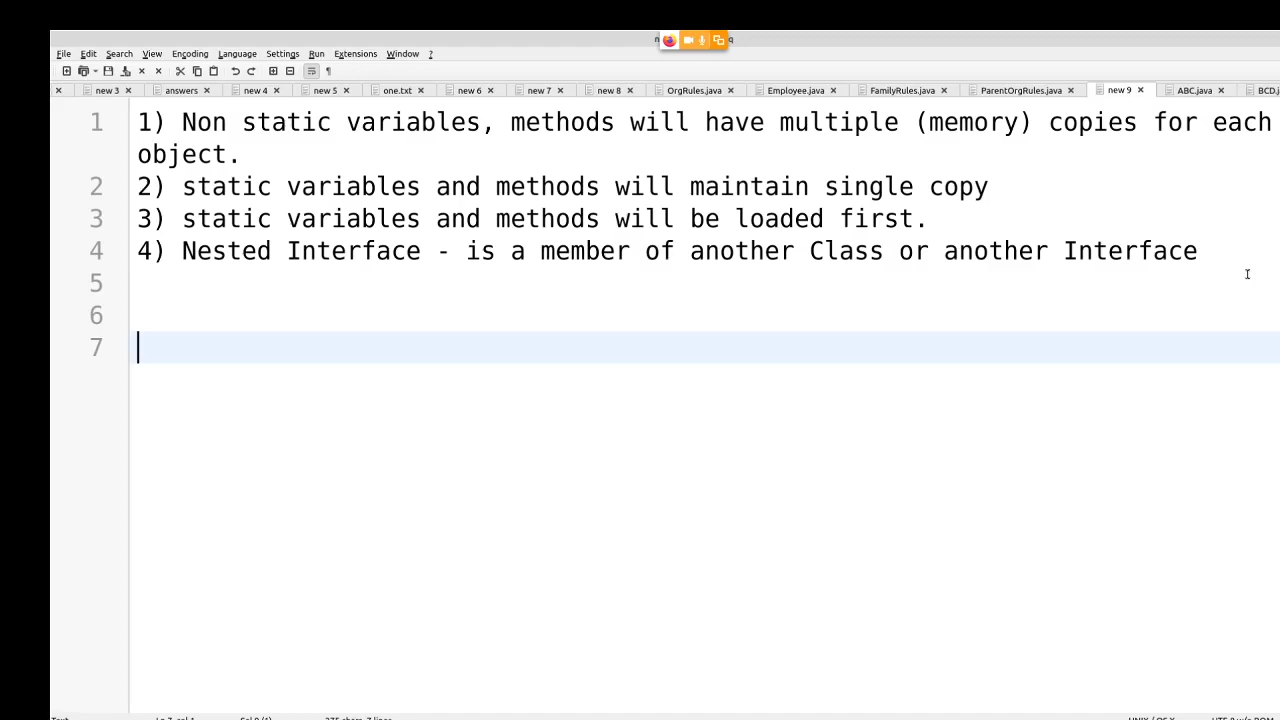 File Edit Search View Encoding Language Settings Run Extensions Window ?
new 3 answers new 4 new 5 one.txt new 6 new 7 new 8 OrgRules.java Employee.java FamilyRules.java ParentOrgRules.java new 9 ABC.java BCD.j
1 1) Non static variables, methods will have multiple (memory) copies for each
object.
2 2) static variables and methods will maintain single copy
3 3) static variables and methods will be loaded first.
4 4) Nested Interface - is a member of another Class or another Interface
5
6
7